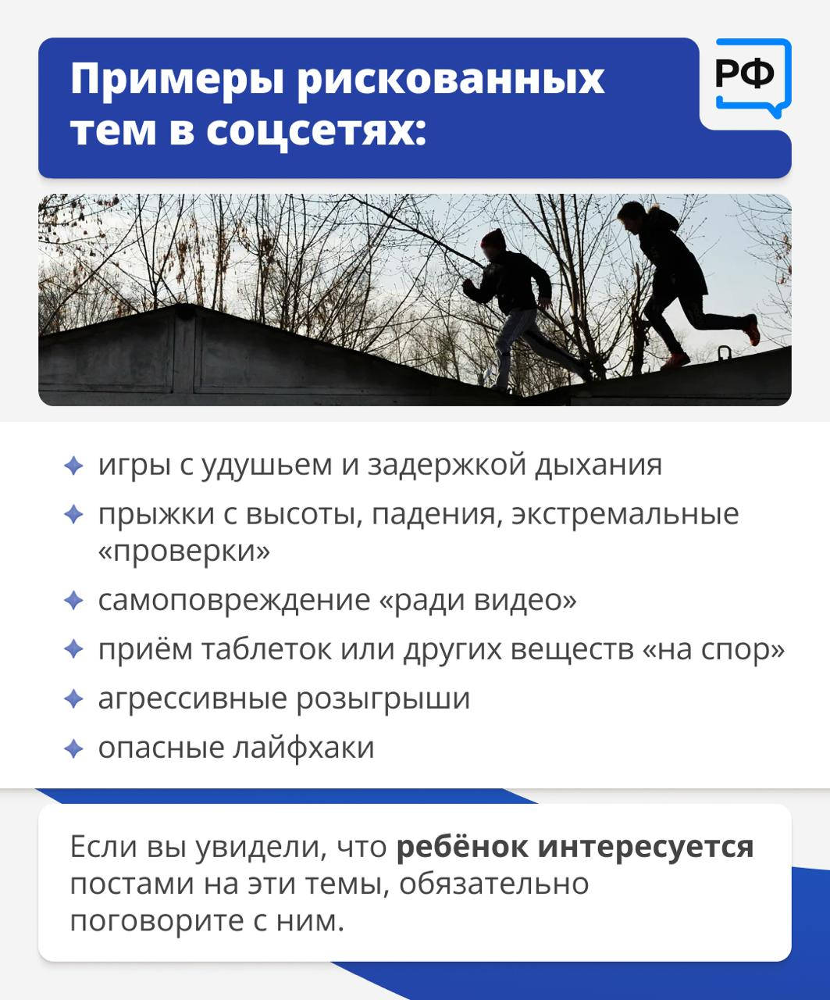 Примеры рискованных
тем в соцсетях:
РФ
игры с удушьем и задержкой дыхания
прыжки с высоты, падения, экстремальные
«проверки»
самоповреждение «ради видео»
приём таблеток или других веществ «на спор»
агрессивные розыгрыши
опасные лайфхаки
Если вы увидели, что ребёнок интересуется
постами на эти темы, обязательно
поговорите с ним.